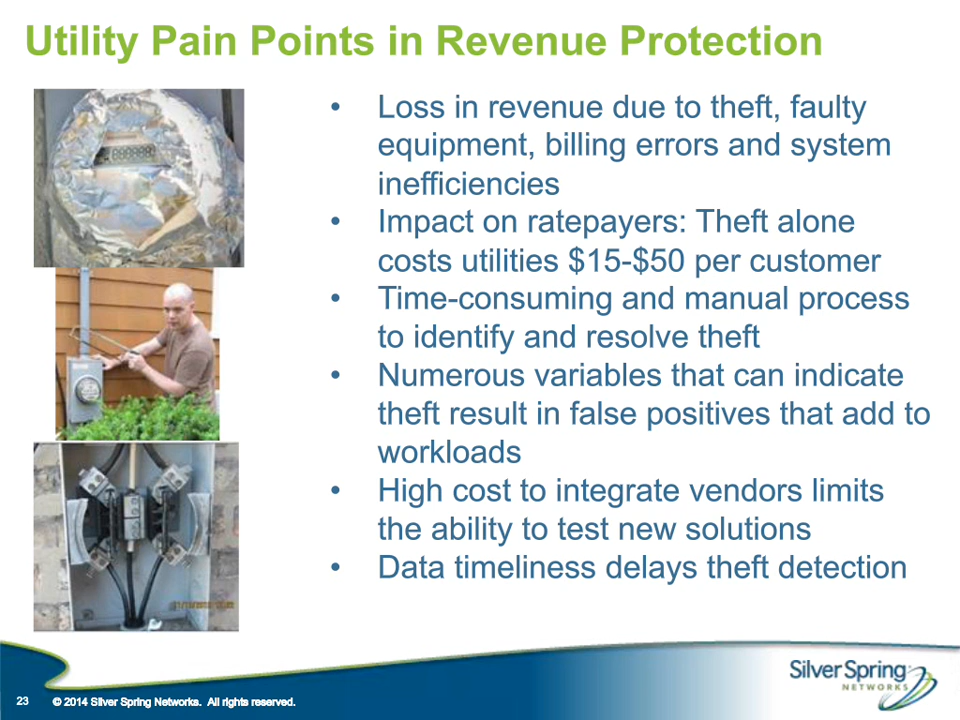 Utility Pain Points in Revenue Protection
• Loss in revenue due to theft, faulty
equipment, billing errors and system
inefficiencies
• Impact on ratepayers: Theft alone
costs utilities $15-$50 per customer
• Time-consuming and manual process
to identify and resolve theft
• Numerous variables that can indicate
theft result in false positives that add to
workloads
• High cost to integrate vendors limits
the ability to test new solutions
• Data timeliness delays theft detection
23
© 2014 Silver Spring Networks. All rights reserved.
Silver Spring
NETWORKS